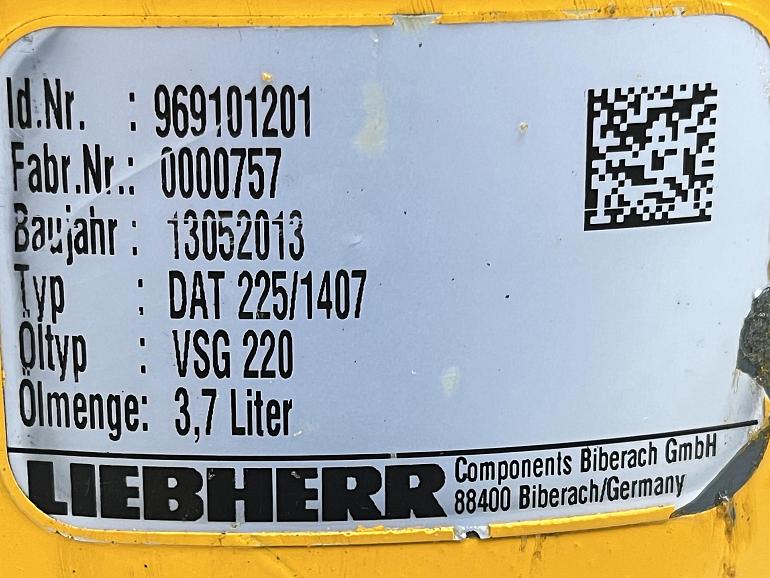 Id.Nr. : 969101201
Fabr.Nr.: 0000757
Baujahr : 13052013
Typ : DAT 225/1407
Öltyp : VSG 220
Ölmenge: 3,7 Liter
LIEBHERR Components Biberach GmbH
88400 Biberach/Germany